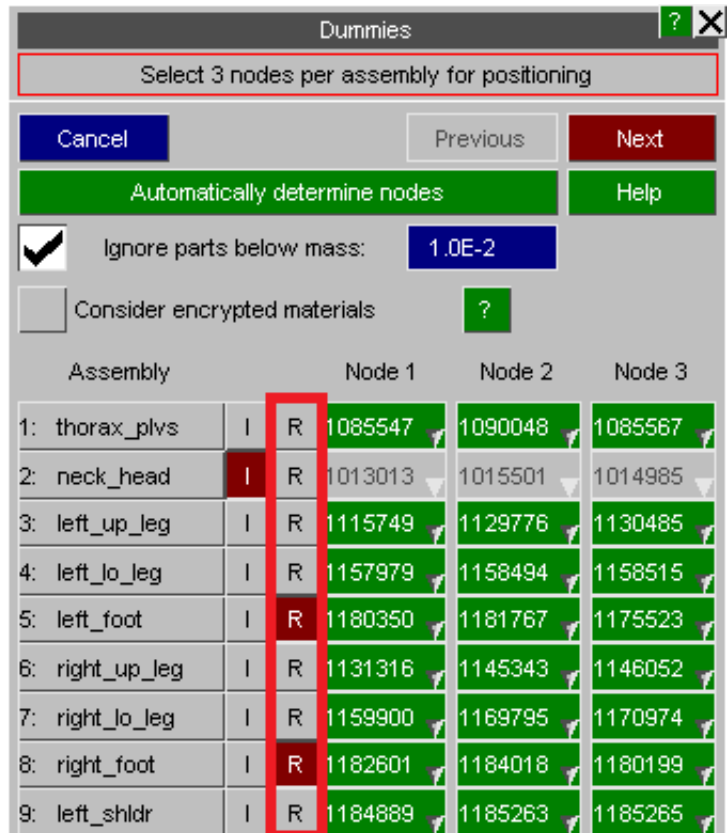 Dummies ? X
Select 3 nodes per assembly for positioning
Cancel Previous Next
Automatically determine nodes Help
Ignore parts below mass: 1.0E-2
Consider encrypted materials ?
Assembly Node 1 Node 2 Node 3
1: thorax_plvs I R 1085547 1090048 1085567
2: neck_head I R 1013013 1015501 1014985
3: left_up_leg I R 1115749 1129776 1130485
4: left_lo_leg I R 1157979 1158494 1158515
5: left_foot I R 1180350 1181767 1175523
6: right_up_leg I R 1131316 1145343 1146052
7: right_lo_leg I R 1159900 1169795 1170974
8: right_foot I R 1182601 1184018 1180199
9: left_shldr I R 1184889 1185263 1185265